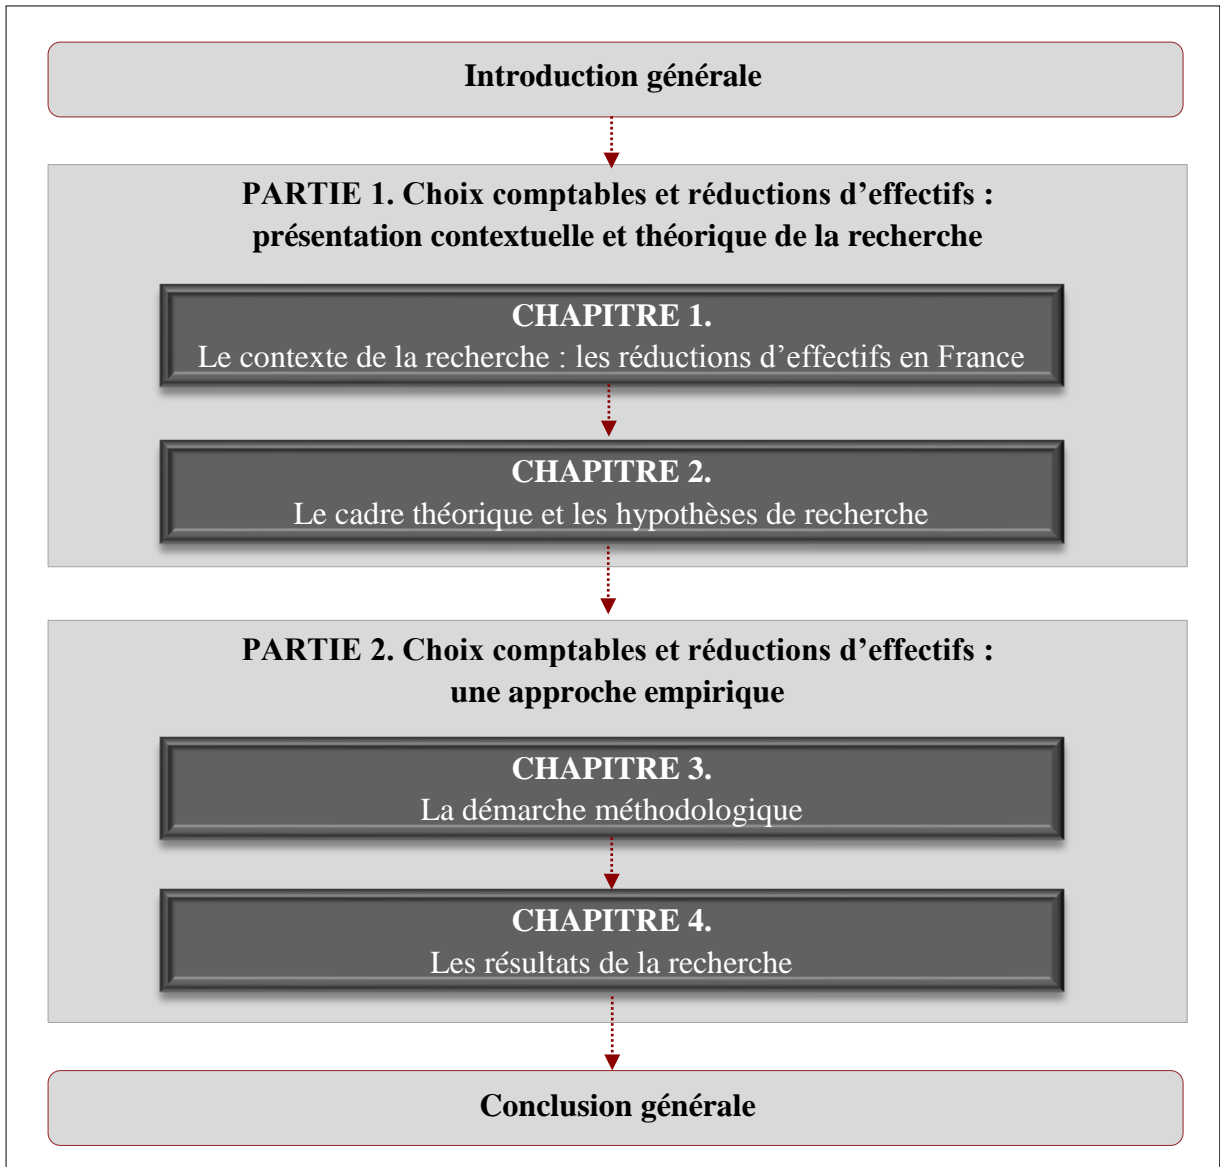 Introduction générale
PARTIE 1. Choix comptables et réductions d’effectifs :
présentation contextuelle et théorique de la recherche
CHAPITRE 1.
Le contexte de la recherche : les réductions d’effectifs en France
CHAPITRE 2.
Le cadre théorique et les hypothèses de recherche
PARTIE 2. Choix comptables et réductions d’effectifs :
une approche empirique
CHAPITRE 3.
La démarche méthodologique
CHAPITRE 4.
Les résultats de la recherche
Conclusion générale